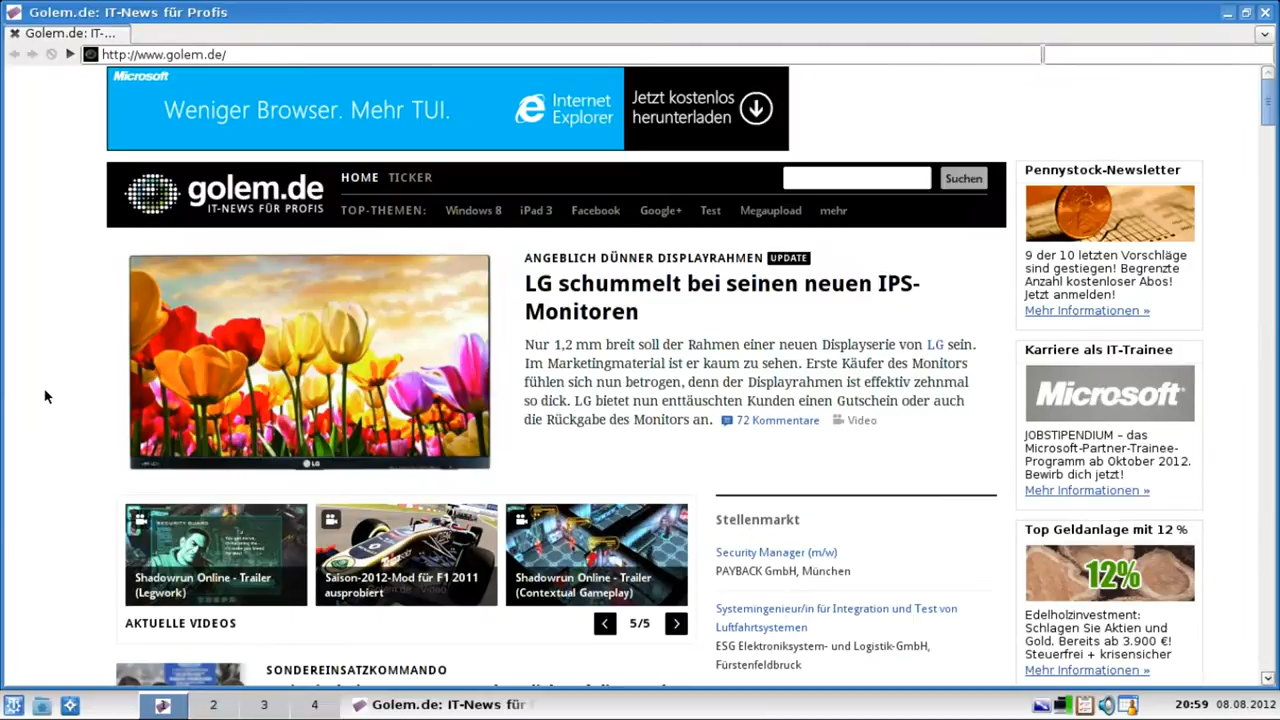 Golem.de: IT-News für Profis
Golem.de: IT-...
http://www.golem.de/
Microsoft
Weniger Browser. Mehr TUI.
Internet Explorer
Jetzt kostenlos herunterladen
golem.de
IT-NEWS FÜR PROFIS
HOME TICKER
Suchen
TOP-THEMEN: Windows 8 iPad 3 Facebook Google+ Test Megaupload mehr
ANGEBLICH DÜNNER DISPLAYRAHMEN UPDATE
LG schummelt bei seinen neuen IPS-
Monitoren
Nur 1,2 mm breit soll der Rahmen einer neuen Displayserie von LG sein.
Im Marketingmaterial ist er kaum zu sehen. Erste Käufer des Monitors
fühlen sich nun betrogen, denn der Displayrahmen ist effektiv zehnmal
so dick. LG bietet nun enttäuschten Kunden einen Gutschein oder auch
die Rückgabe des Monitors an. 72 Kommentare Video
LG
Shadowrun Online - Trailer
(Legwork)
Saison-2012-Mod für F1 2011
ausprobiert
Shadowrun Online - Trailer
(Contextual Gameplay)
AKTUELLE VIDEOS
5/5
SONDEREINSATZKOMMANDO
Stellenmarkt
Security Manager (m/w)
PAYBACK GmbH, München
Systemingenieur/in für Integration und Test von
Luftfahrtsystemen
ESG Elektroniksystem- und Logistik-GmbH,
Fürstenfeldbruck
Pennystock-Newsletter
9 der 10 letzten Vorschläge
sind gestiegen! Begrenzte
Anzahl kostenloser Abos!
Jetzt anmelden!
Mehr Informationen »
Karriere als IT-Trainee
Microsoft
JOBSTIPENDIUM – das
Microsoft-Partner-Trainee-
Programm ab Oktober 2012.
Bewirb dich jetzt!
Mehr Informationen »
Top Geldanlage mit 12 %
12%
Edelholzinvestment:
Schlagen Sie Aktien und
Gold. Bereits ab 3.900 €!
Steuerfrei + krisensicher
Mehr Informationen »
2 3 4
Golem.de: IT-News für
20:59 08.08.2012